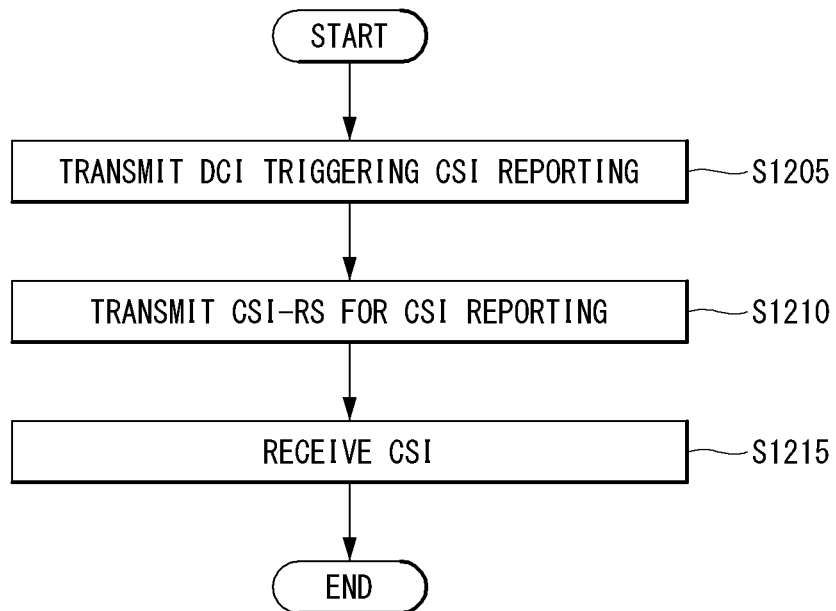 START
TRANSMIT DCI TRIGGERING CSI REPORTING
S1205
TRANSMIT CSI-RS FOR CSI REPORTING
S1210
RECEIVE CSI
S1215
END